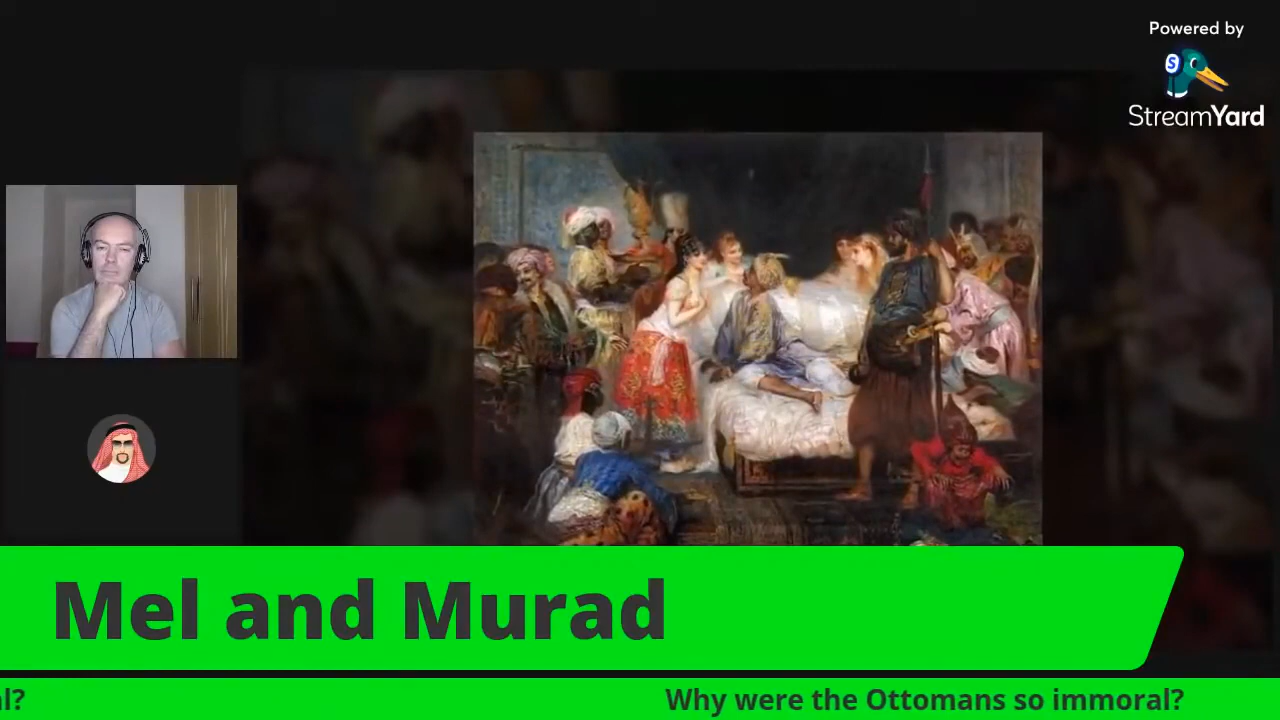 Powered by
StreamYard
Mel and Murad
al?
Why were the Ottomans so immoral?